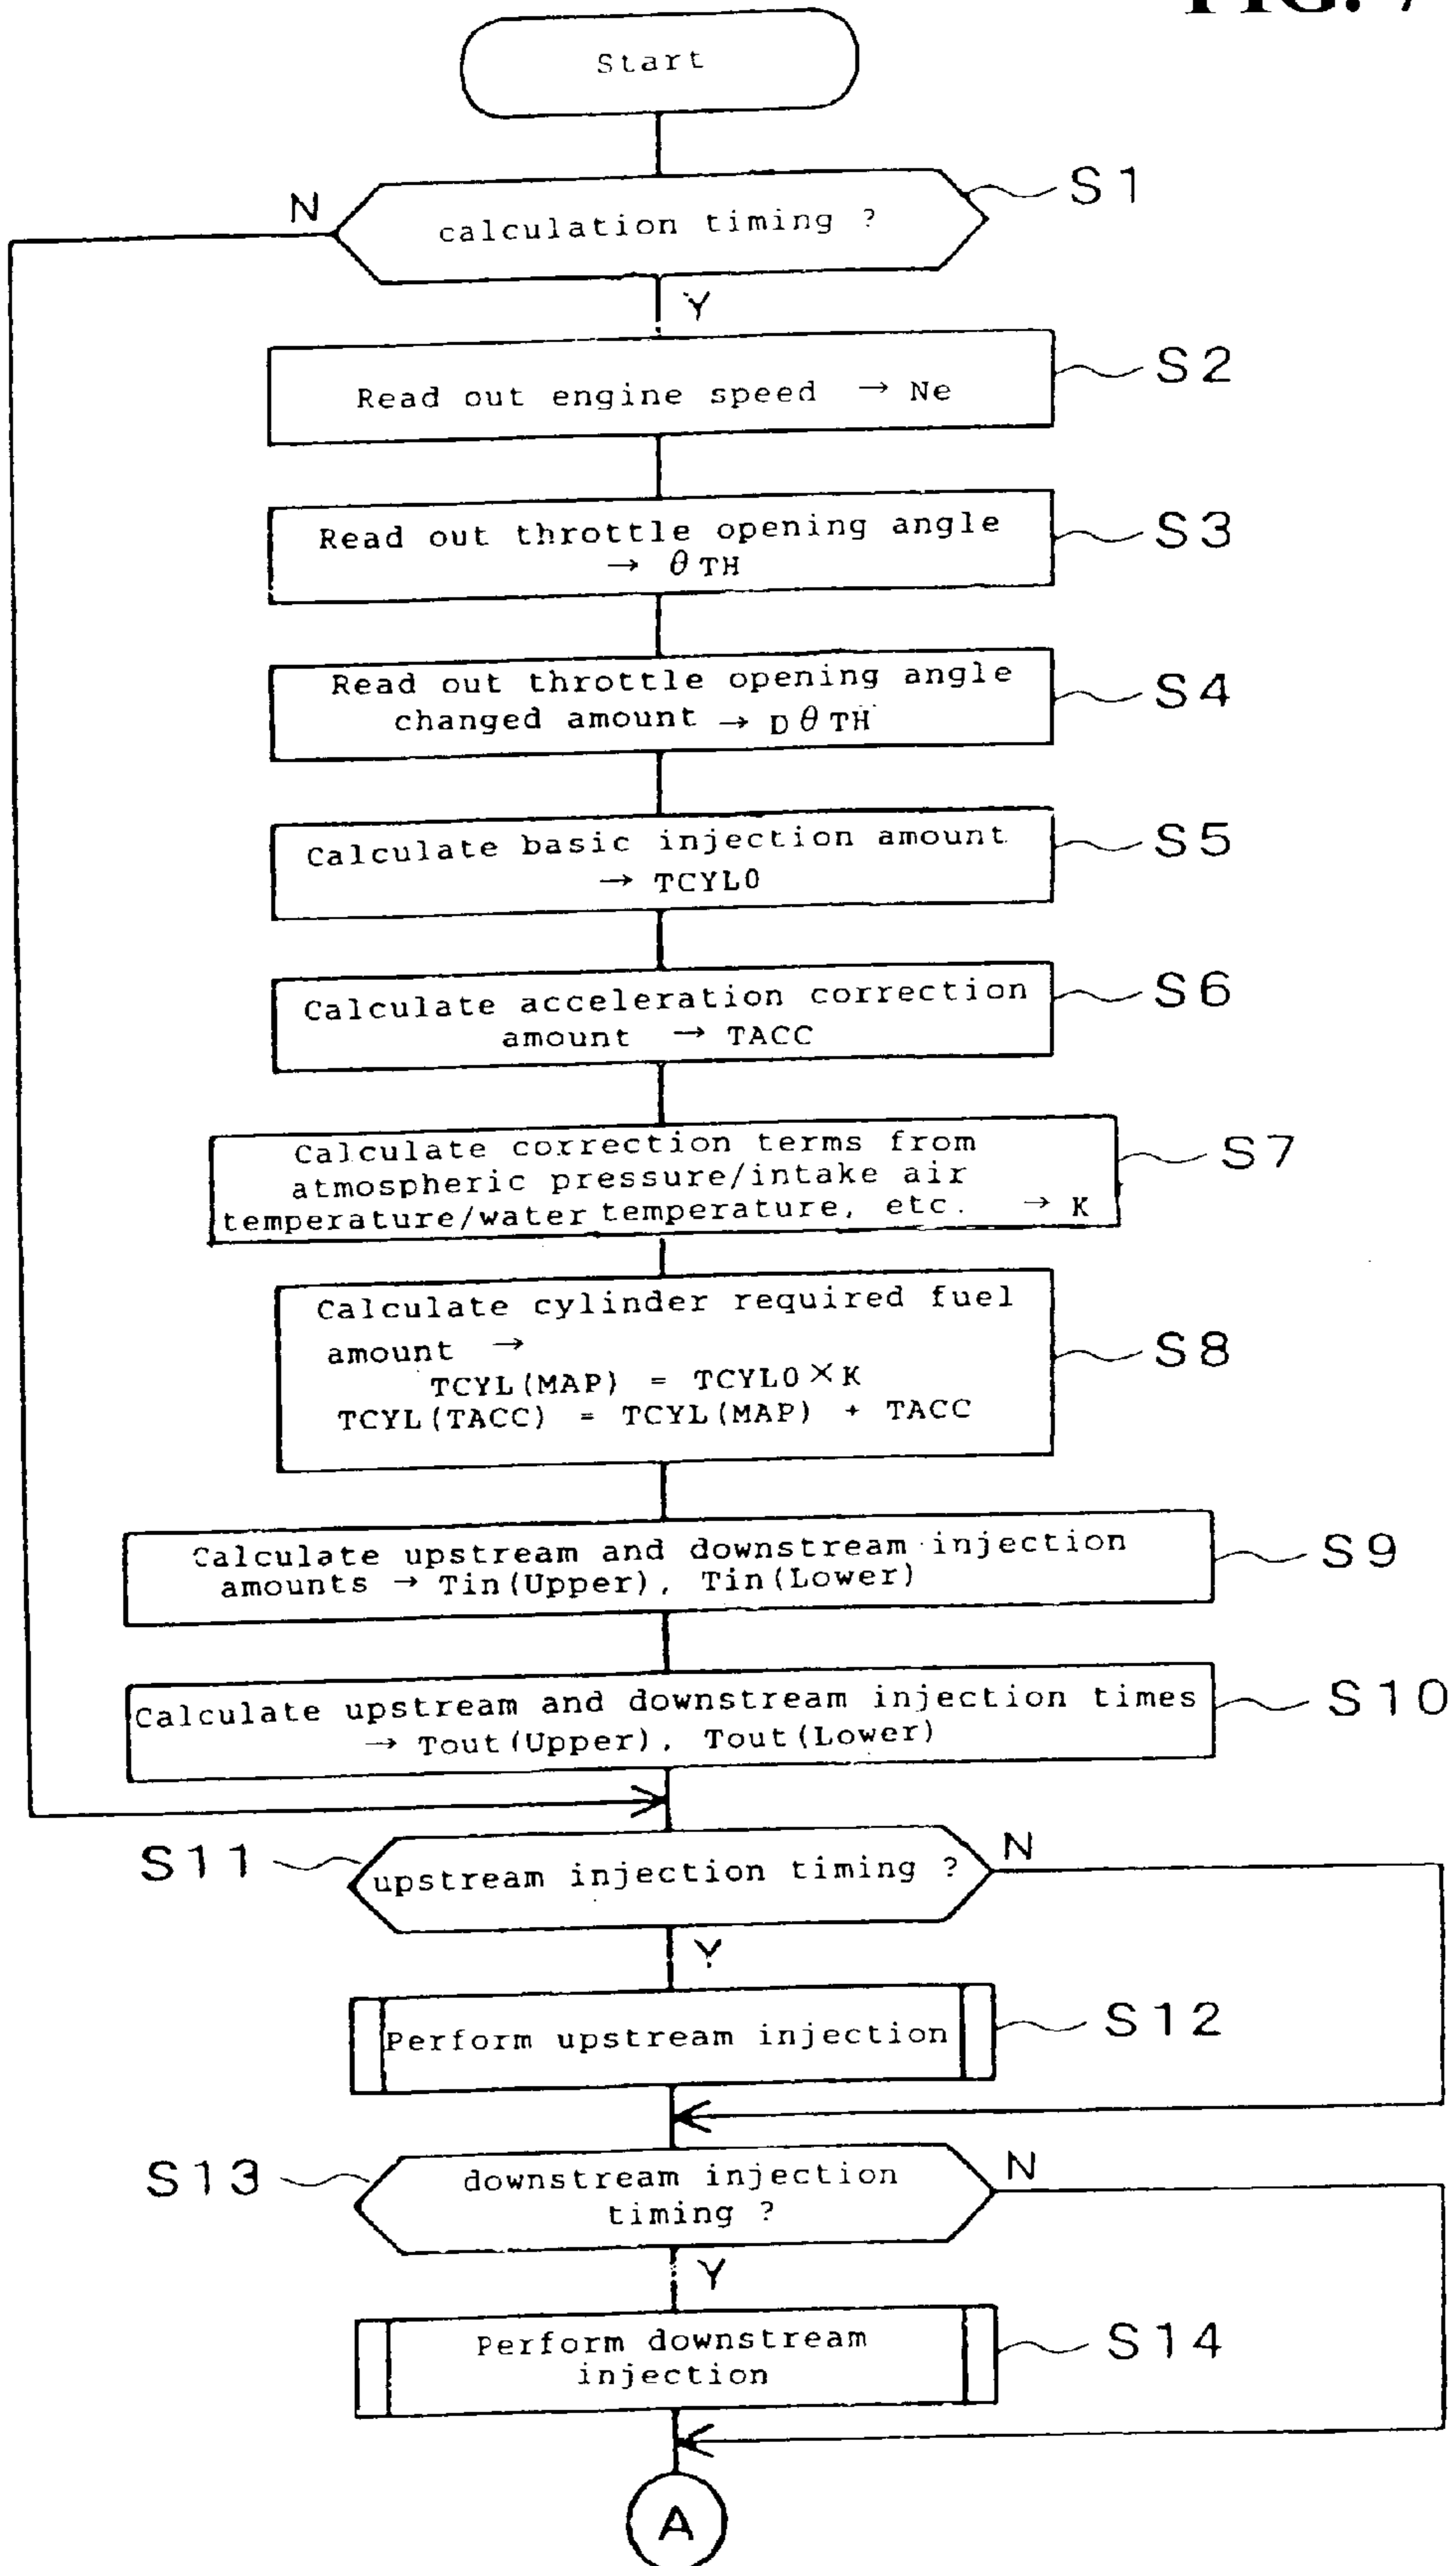 FIG. 7
Start
N
calculation timing ?
S1
Y
Read out engine speed → Ne
S2
Read out throttle opening angle
→ θTH
S3
Read out throttle opening angle
changed amount → DθTH
S4
Calculate basic injection amount
→ TCYL0
S5
Calculate acceleration correction
amount → TACC
S6
Calculate correction terms from
atmospheric pressure/intake air
temperature/water temperature, etc. → K
S7
Calculate cylinder required fuel
amount →
TCYL(MAP) = TCYL0×K
TCYL(TACC) = TCYL(MAP) + TACC
S8
Calculate upstream and downstream injection
amounts → Tin(Upper), Tin(Lower)
S9
Calculate upstream and downstream injection times
→ Tout(Upper), Tout(Lower)
S10
S11
upstream injection timing ?
N
Y
Perform upstream injection
S12
S13
downstream injection
timing ?
N
Y
Perform downstream
injection
S14
A